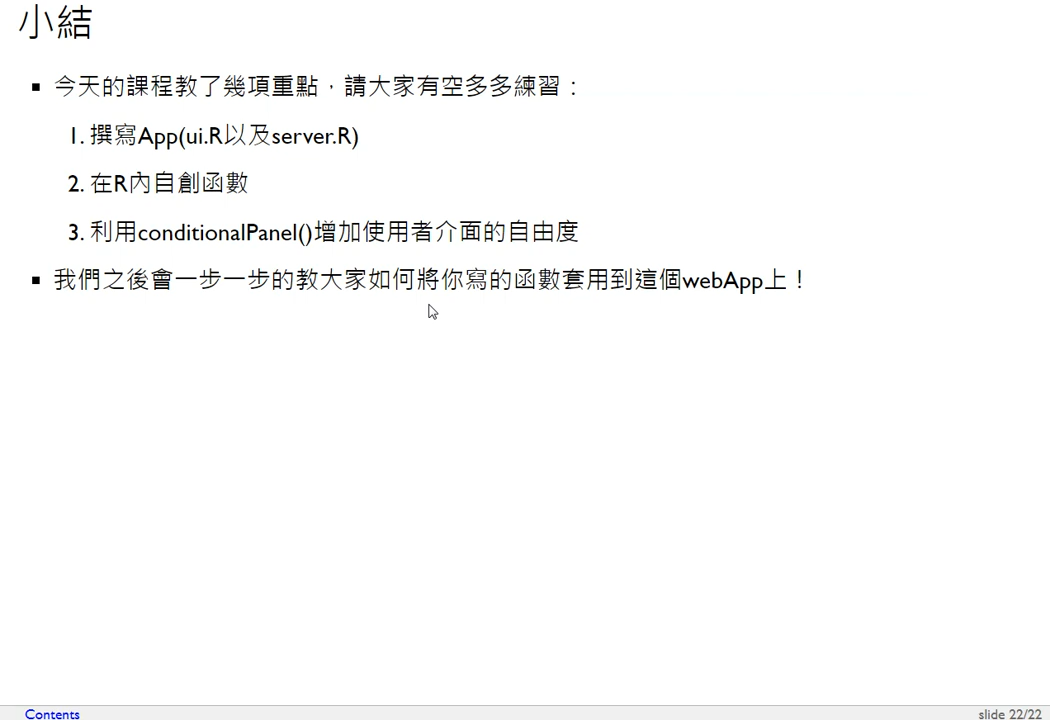 小結
▪ 今天的課程教了幾項重點，請大家有空多多練習：
1. 撰寫App(ui.R以及server.R)
2. 在R內自創函數
3. 利用conditionalPanel()增加使用者介面的自由度
▪ 我們之後會一步一步的教大家如何將你寫的函數套用到這個webApp上！
Contents
slide 22/22